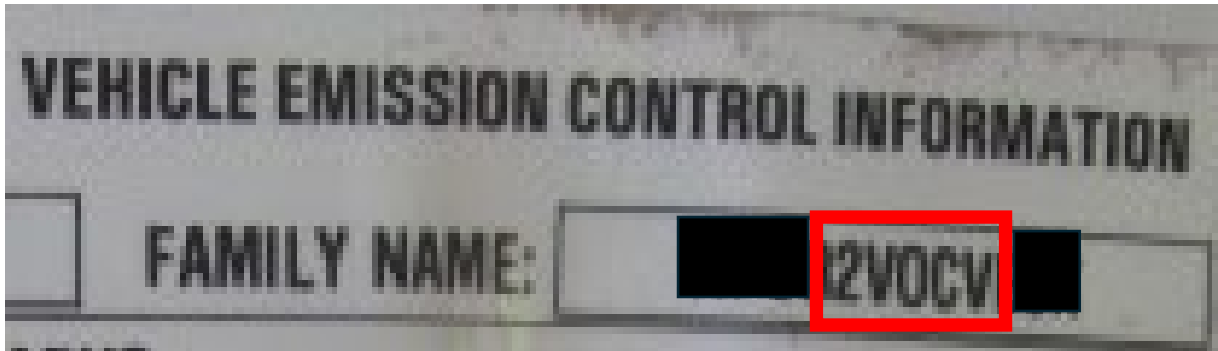 VEHICLE EMISSION CONTROL INFORMATION
FAMILY NAME: 2VOCV